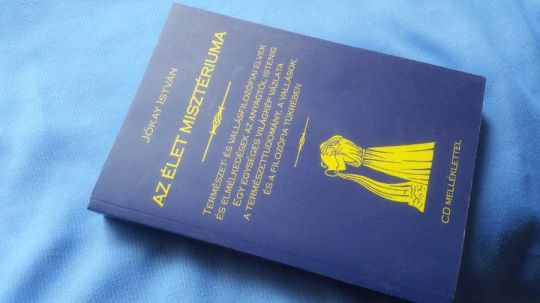 JÓKAY ISTVÁN
AZ ÉLET MISZTÉRIUMA
TERMÉSZET- ÉS VALLÁSFILOZÓFIAI ELVEK
ÉS ELMÉLKEDÉSEK AZ ANYAGTÓL ISTENIG
EGY EGYSÉGES VILÁGKÉP VÁZLATA
A TERMÉSZETTUDOMÁNY, A VALLÁSOK,
ÉS A FILOZÓFIA TÜKRÉBEN
CD MELLÉKLETTEL